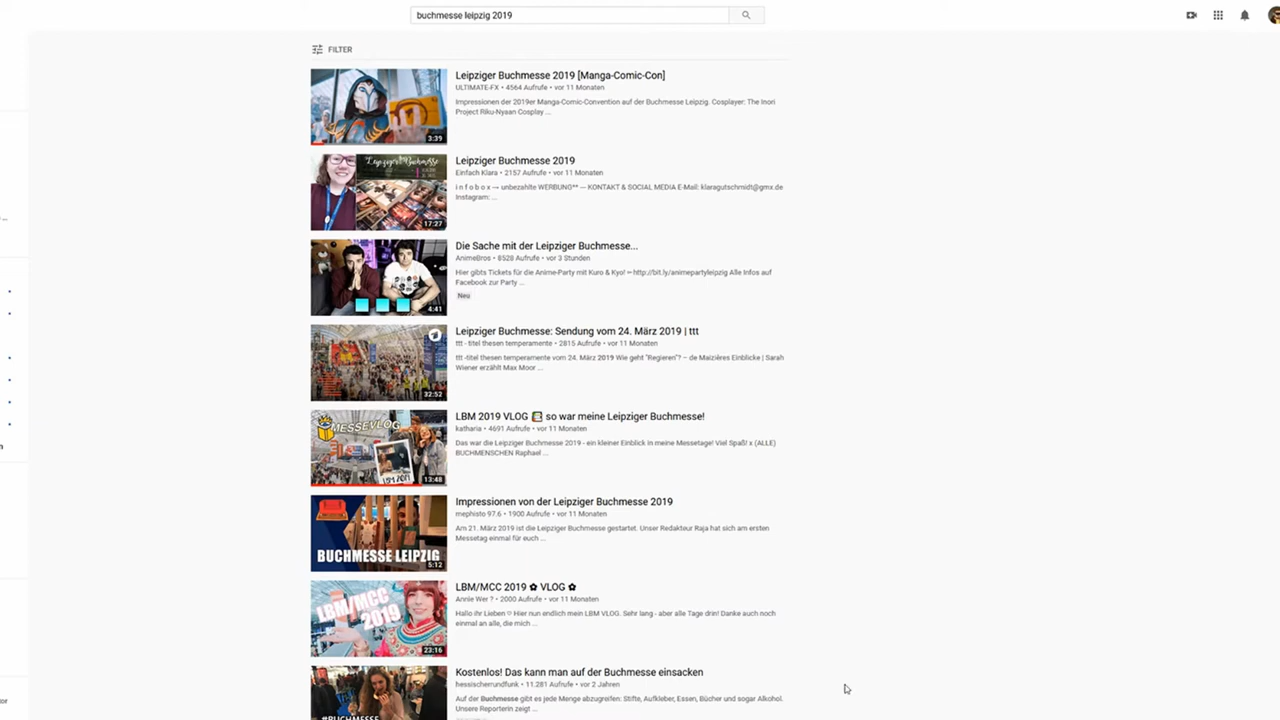 buchmesse leipzig 2019
FILTER
Leipziger Buchmesse 2019 [Manga-Comic-Con]
ULTIMATE-FX • 4564 Aufrufe • vor 11 Monaten
Impressionen der 2019er Manga-Comic-Convention auf der Buchmesse Leipzig. Cosplayer: The Inori
Project Riku-Nyaan Cosplay ...
3:39
Leipziger Buchmesse
Leipziger Buchmesse 2019
Einfach Klara • 2157 Aufrufe • vor 11 Monaten
i n f o b o x → unbezahlte WERBUNG** — KONTAKT & SOCIAL MEDIA E-Mail: klaragutschmidt@gmx.de
Instagram: ...
17:27
Die Sache mit der Leipziger Buchmesse...
AnimeBros • 8528 Aufrufe • vor 3 Stunden
Hier gibts Tickets für die Anime-Party mit Kuro & Kyo! ⇨ http://bit.ly/animepartyleipzig Alle Infos auf
Facebook zur Party ...
Neu
4:41
Leipziger Buchmesse: Sendung vom 24. März 2019 | ttt
ttt - titel thesen temperamente • 2815 Aufrufe • vor 11 Monaten
ttt -titel thesen temperamente vom 24. März 2019 Wie geht "Regieren"? – de Maizières Einblicke | Sarah
Wiener erzählt Max Moor ...
32:52
MESSEVLOG
LBM 2019 VLOG 📚 so war meine Leipziger Buchmesse!
katharia • 4691 Aufrufe • vor 11 Monaten
Das war die Leipziger Buchmesse 2019 - ein kleiner Einblick in meine Messetage! Viel Spaß! x (ALLE)
BUCHMENSCHEN Raphael ...
13:48
Impressionen von der Leipziger Buchmesse 2019
mephisto 97.6 • 1900 Aufrufe • vor 11 Monaten
Am 21. März 2019 ist die Leipziger Buchmesse gestartet. Unser Redakteur Raja hat sich am ersten
Messetag einmal für euch ...
BUCHMESSE LEIPZIG
5:12
LBM/MCC 2019 ✿ VLOG ✿
Annie Wer ? • 2000 Aufrufe • vor 11 Monaten
Hallo ihr Lieben ♡ Hier nun endlich mein LBM VLOG. Sehr lang - aber alle Tage drin! Danke auch noch
einmal an alle, die mich ...
LBM/MCC
2019
23:16
Kostenlos! Das kann man auf der Buchmesse einsacken
hessischerrundfunk • 11.281 Aufrufe • vor 2 Jahren
Auf der Buchmesse gibt es jede Menge abzugreifen: Stifte, Aufkleber, Essen, Bücher und sogar Alkohol.
Unsere Reporterin zeigt ...
#BUCHMESSE